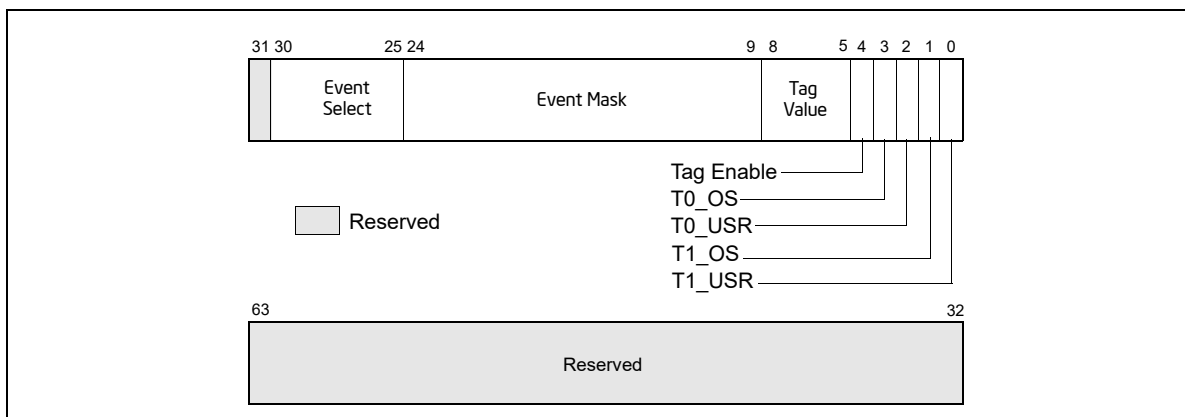 31 30 25 24 9 8 5 4 3 2 1 0
Event
Select
Event Mask
Tag
Value
Tag Enable
T0_OS
T0_USR
T1_OS
T1_USR
Reserved
63 32
Reserved